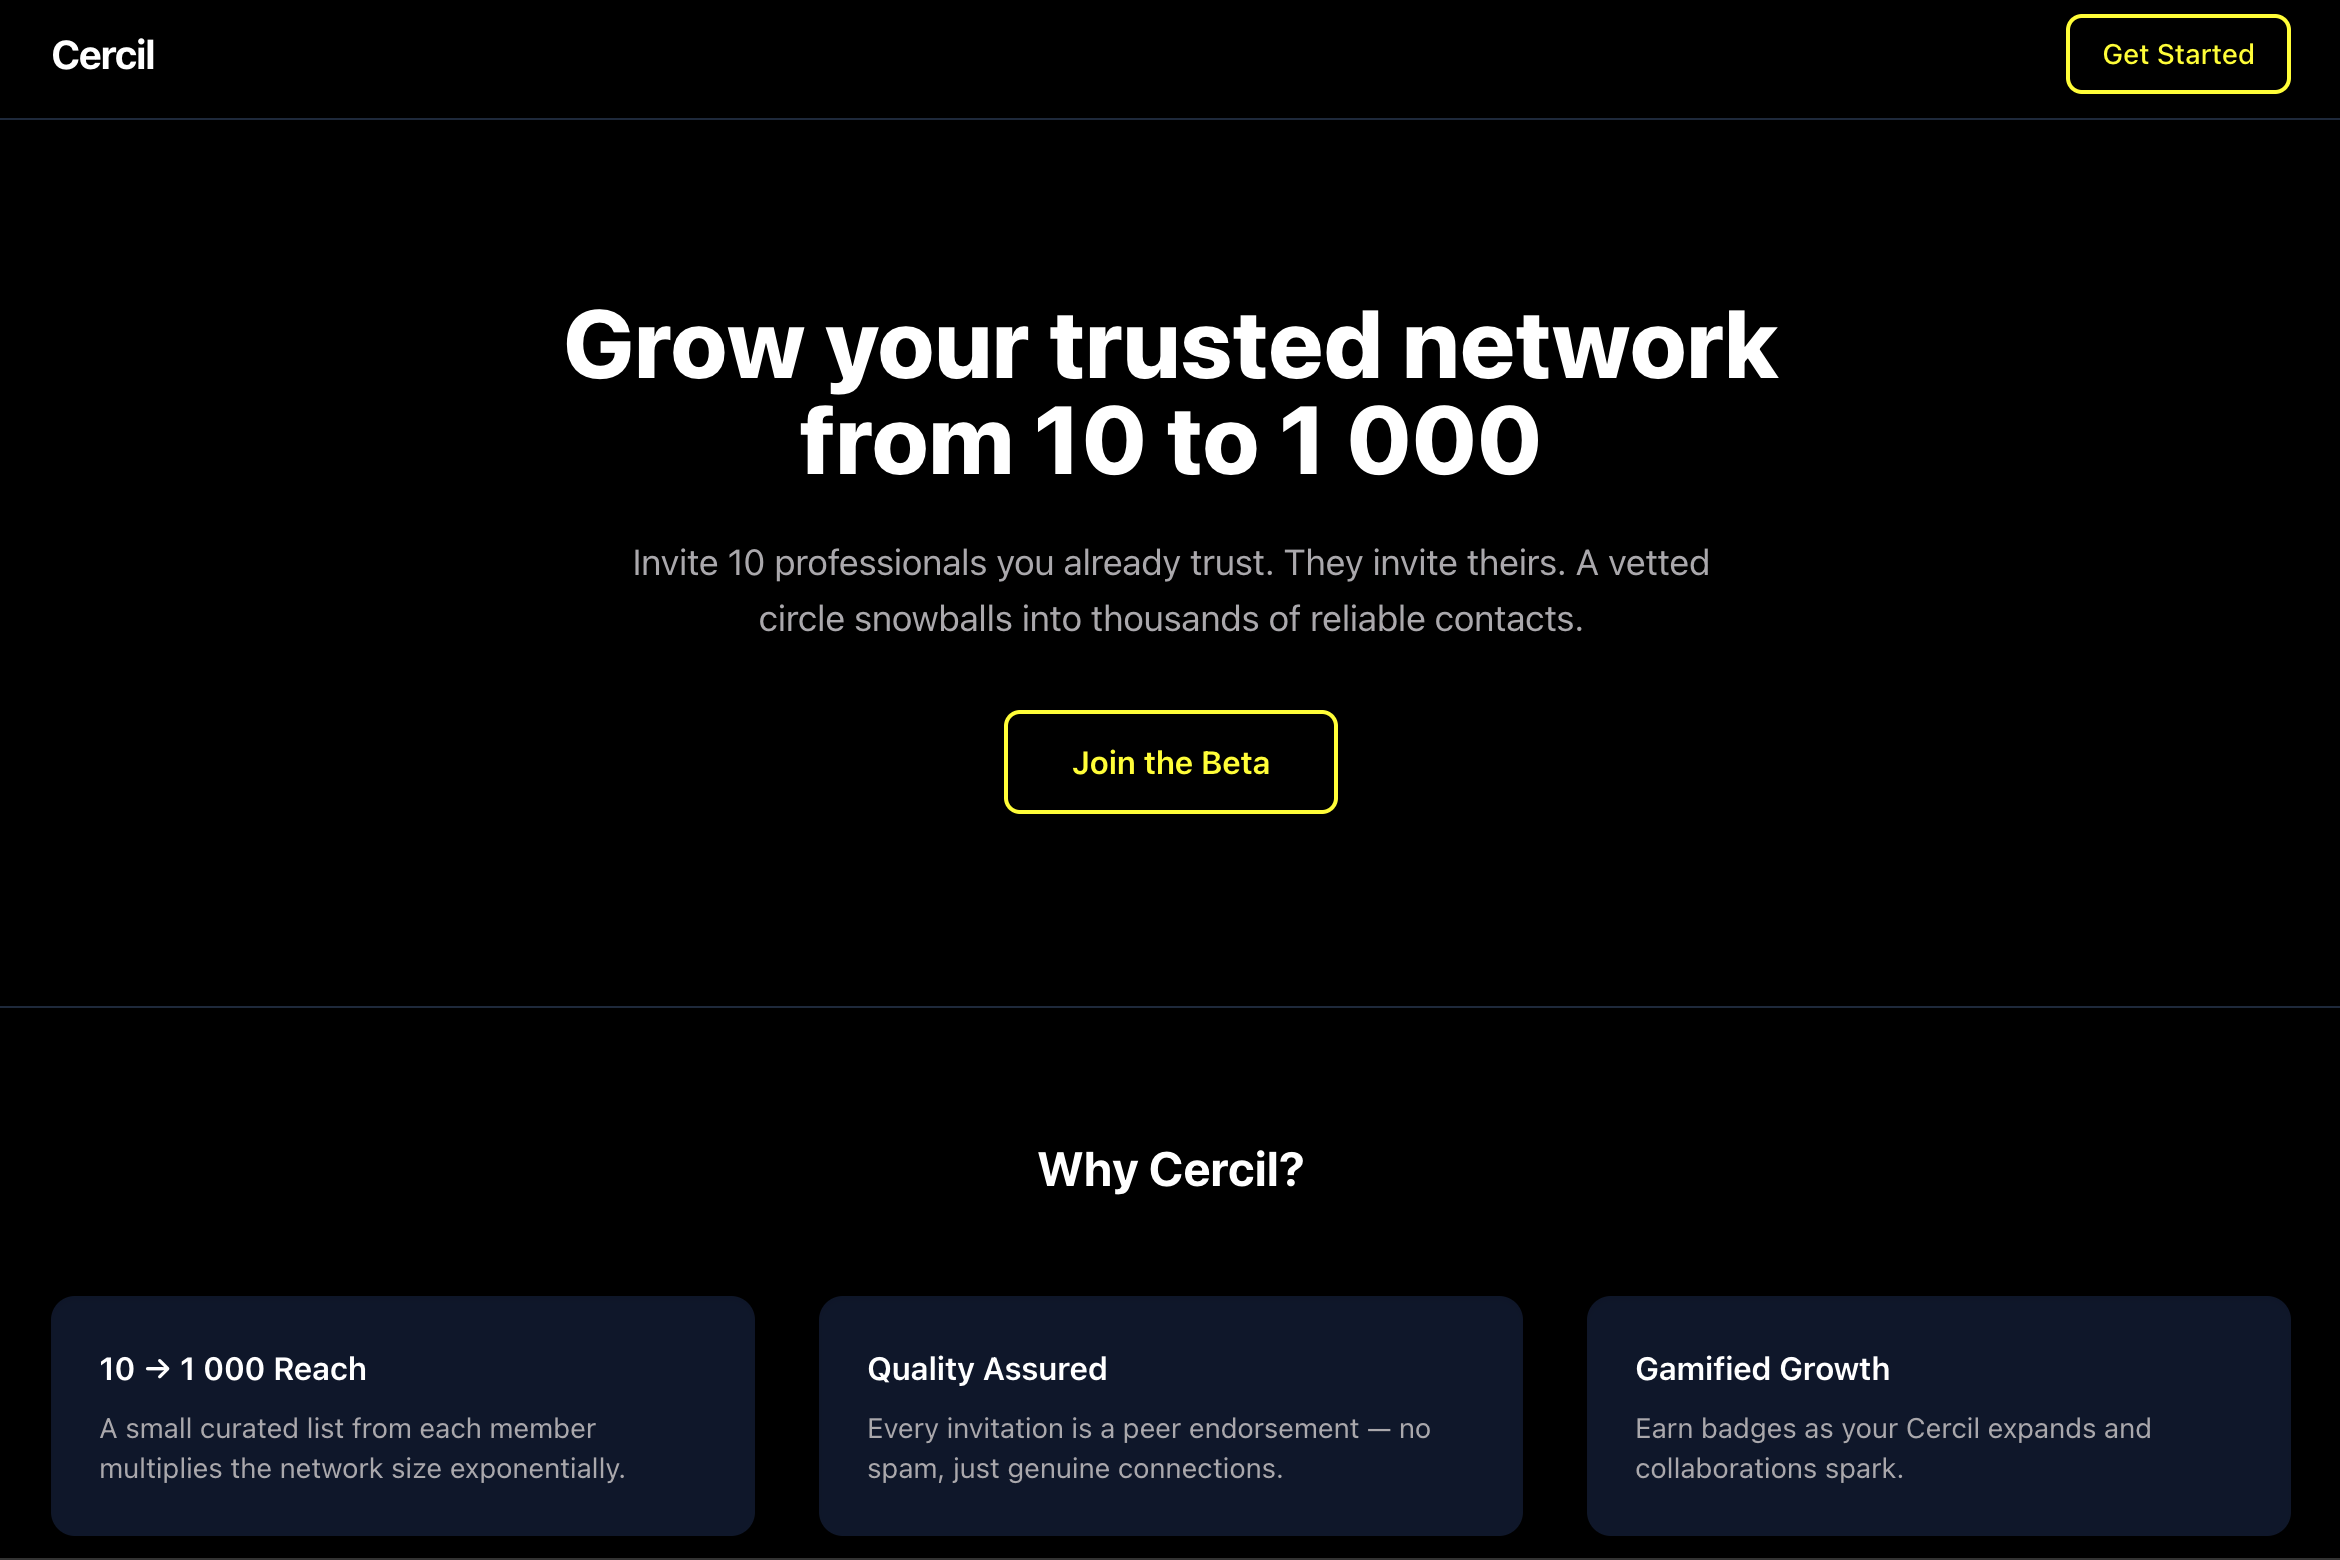 Cercil
Get Started
Grow your trusted network
from 10 to 1 000
Invite 10 professionals you already trust. They invite theirs. A vetted
circle snowballs into thousands of reliable contacts.
Join the Beta
Why Cercil?
10 → 1 000 Reach
A small curated list from each member
multiplies the network size exponentially.
Quality Assured
Every invitation is a peer endorsement — no
spam, just genuine connections.
Gamified Growth
Earn badges as your Cercil expands and
collaborations spark.